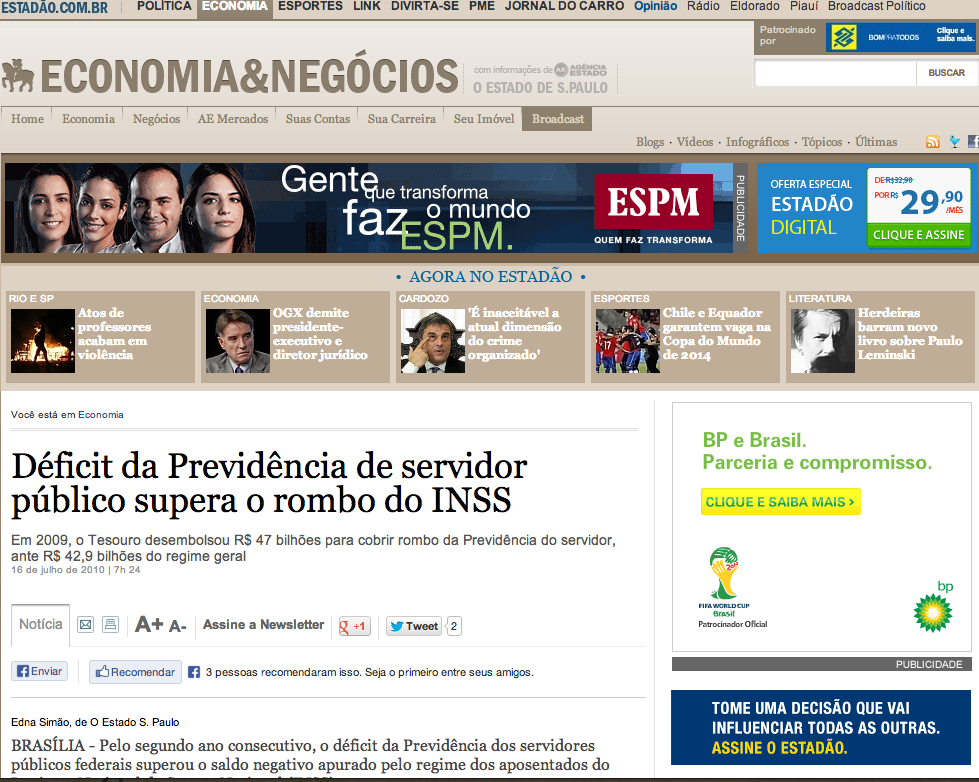 ESTADÃO.COM.BR POLÍTICA ECONOMIA ESPORTES LINK DIVIRTA-SE PME JORNAL DO CARRO Opinião Rádio Eldorado Piauí Broadcast Político
Patrocinado
por
BOMPRATODOS
Clique e
saiba mais.
ECONOMIA&NEGÓCIOS
com informações de AE AGÊNCIA
ESTADO
O ESTADO DE S.PAULO
BUSCAR
Home Economia Negócios AE Mercados Suas Contas Sua Carreira Seu Imóvel Broadcast
Blogs · Vídeos · Infográficos · Tópicos · Últimas
Gente
que transforma
faz o mundo
ESPM.
ESPM
QUEM FAZ TRANSFORMA
PUBLICIDADE
OFERTA ESPECIAL
ESTADÃO
DIGITAL
DE R$32,90
POR R$ 29,90
/MÊS
CLIQUE E ASSINE
• AGORA NO ESTADÃO •
RIO E SP
Atos de
professores
acabam em
violência
ECONOMIA
OGX demite
presidente-
executivo e
diretor jurídico
CARDOZO
'É inaceitável a
atual dimensão
do crime
organizado'
ESPORTES
Chile e Equador
garantem vaga na
Copa do Mundo
de 2014
LITERATURA
Herdeiras
barram novo
livro sobre Paulo
Leminski
Você está em Economia
Déficit da Previdência de servidor
público supera o rombo do INSS
Em 2009, o Tesouro desembolsou R$ 47 bilhões para cobrir rombo da Previdência do servidor,
ante R$ 42,9 bilhões do regime geral
16 de julho de 2010 | 7h 24
Notícia A+ A- Assine a Newsletter +1 Tweet 2
Enviar Recomendar 3 pessoas recomendaram isso. Seja o primeiro entre seus amigos.
Edna Simão, de O Estado S. Paulo
BRASÍLIA - Pelo segundo ano consecutivo, o déficit da Previdência dos servidores
públicos federais superou o saldo negativo apurado pelo regime dos aposentados do
BP e Brasil.
Parceria e compromisso.
CLIQUE E SAIBA MAIS >
FIFA WORLD CUP
Brasil
Patrocinador Oficial
bp
PUBLICIDADE
TOME UMA DECISÃO QUE VAI
INFLUENCIAR TODAS AS OUTRAS.
ASSINE O ESTADÃO.